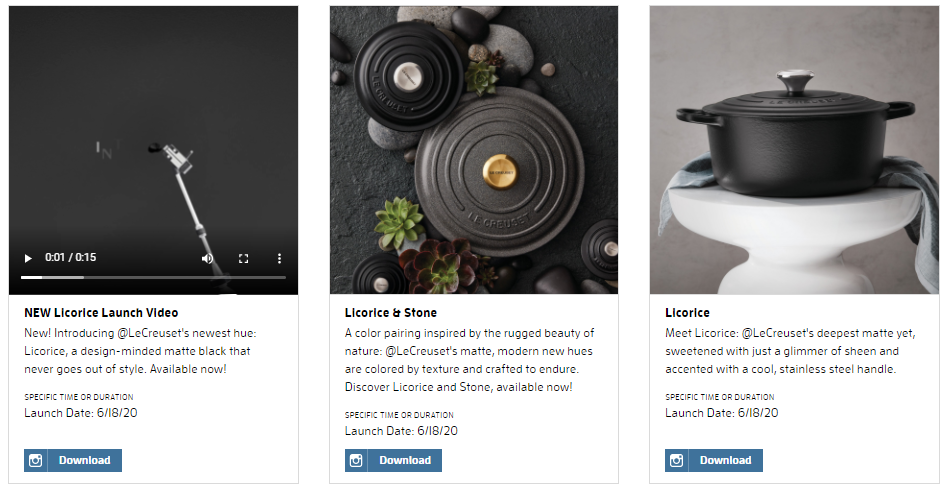 IN
0:01 / 0:15
LE CREUSET
LE CREUSET
LE CREUSET
NEW Licorice Launch Video
New! Introducing @LeCreuset's newest hue:
Licorice, a design-minded matte black that
never goes out of style. Available now!
SPECIFIC TIME OR DURATION
Launch Date: 6/18/20
Download
Licorice & Stone
A color pairing inspired by the rugged beauty of
nature: @LeCreuset's matte, modern new hues
are colored by texture and crafted to endure.
Discover Licorice and Stone, available now!
SPECIFIC TIME OR DURATION
Launch Date: 6/18/20
Download
Licorice
Meet Licorice: @LeCreuset's deepest matte yet,
sweetened with just a glimmer of sheen and
accented with a cool, stainless steel handle.
SPECIFIC TIME OR DURATION
Launch Date: 6/18/20
Download